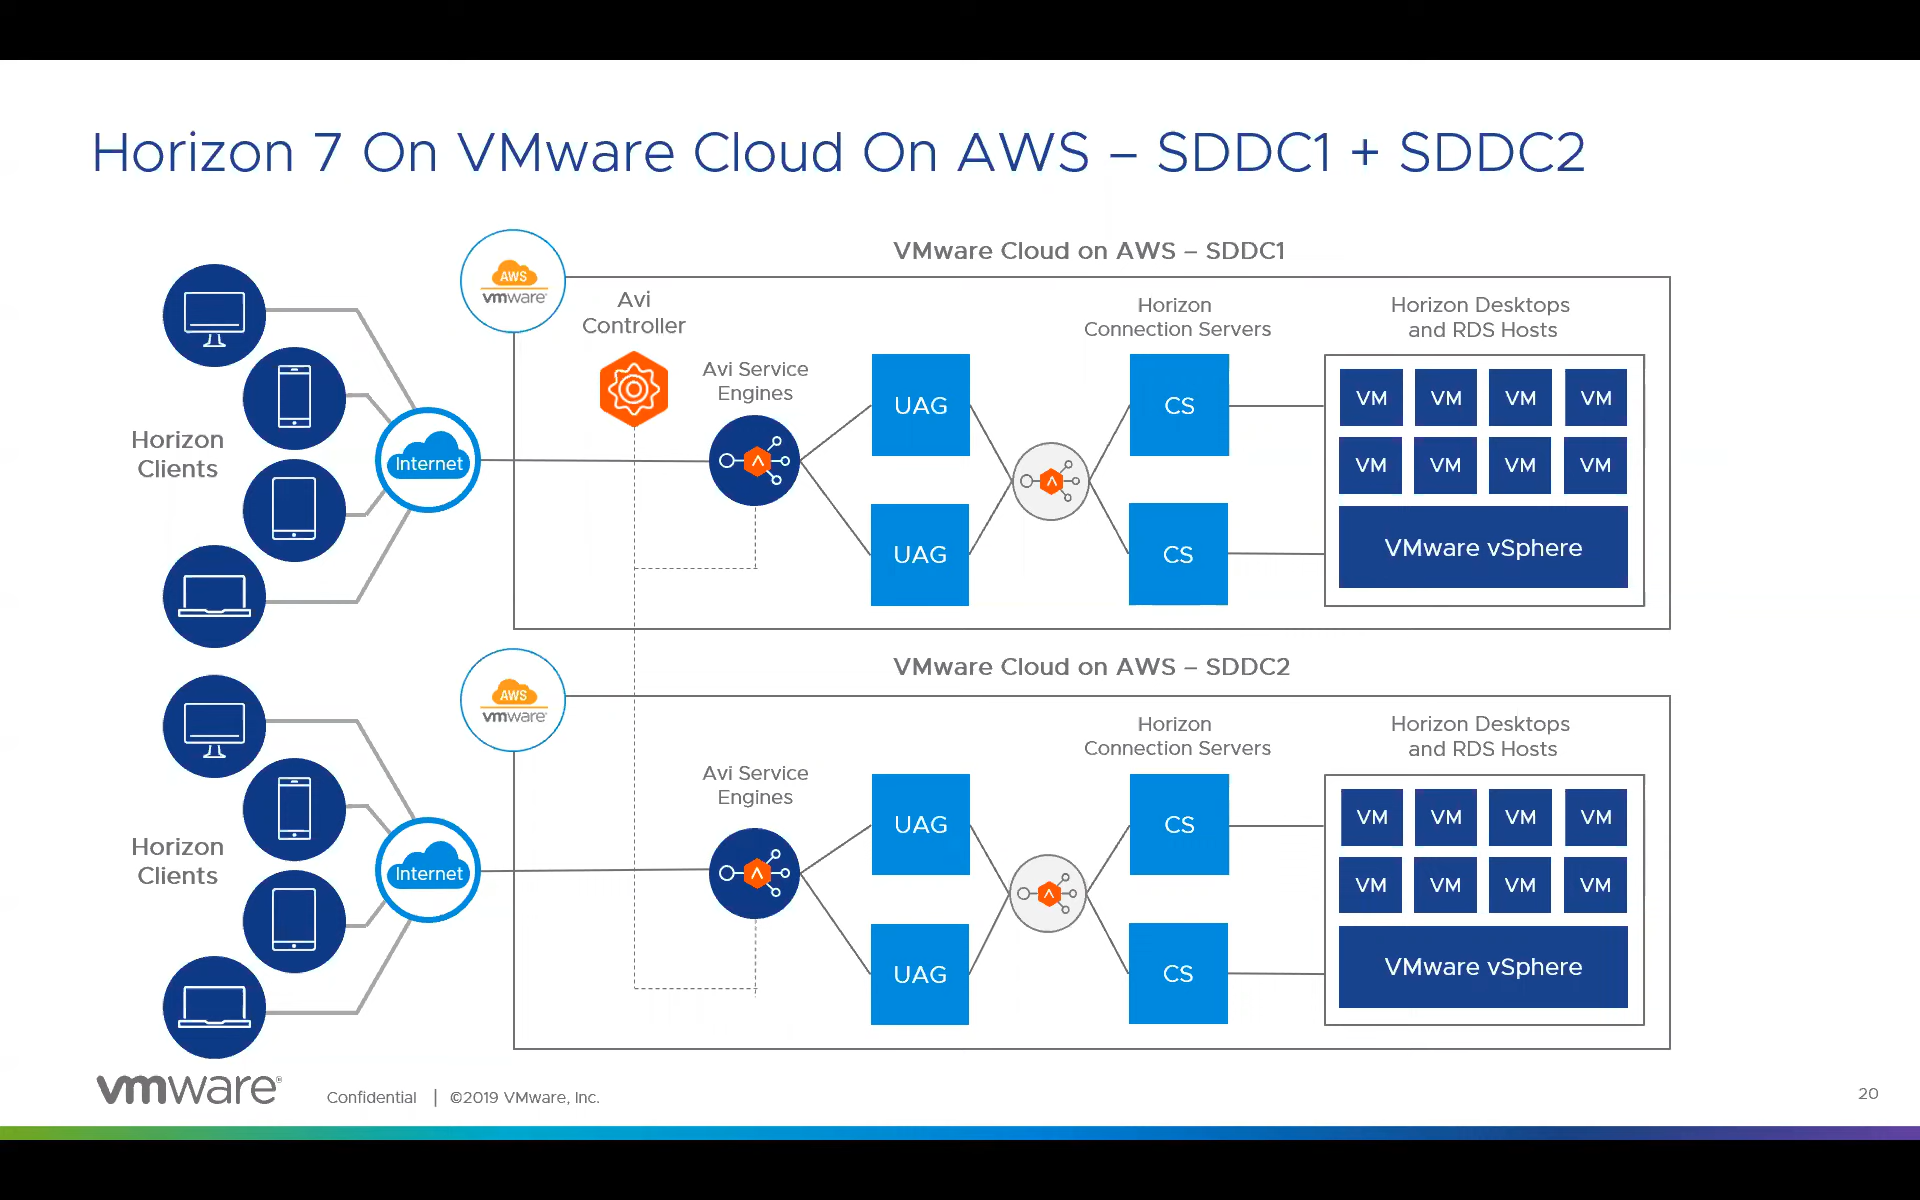 Horizon 7 On VMware Cloud On AWS – SDDC1 + SDDC2
VMware Cloud on AWS – SDDC1
AWS
vmware
Avi
Controller
Avi Service
Engines
Horizon
Connection Servers
Horizon Desktops
and RDS Hosts
Horizon
Clients
Internet
UAG
UAG
CS
CS
VM VM VM VM
VM VM VM VM
VMware vSphere
VMware Cloud on AWS – SDDC2
AWS
vmware
Avi Service
Engines
Horizon
Connection Servers
Horizon Desktops
and RDS Hosts
Horizon
Clients
Internet
UAG
UAG
CS
CS
VM VM VM VM
VM VM VM VM
VMware vSphere
vmware®
Confidential | ©2019 VMware, Inc.
20